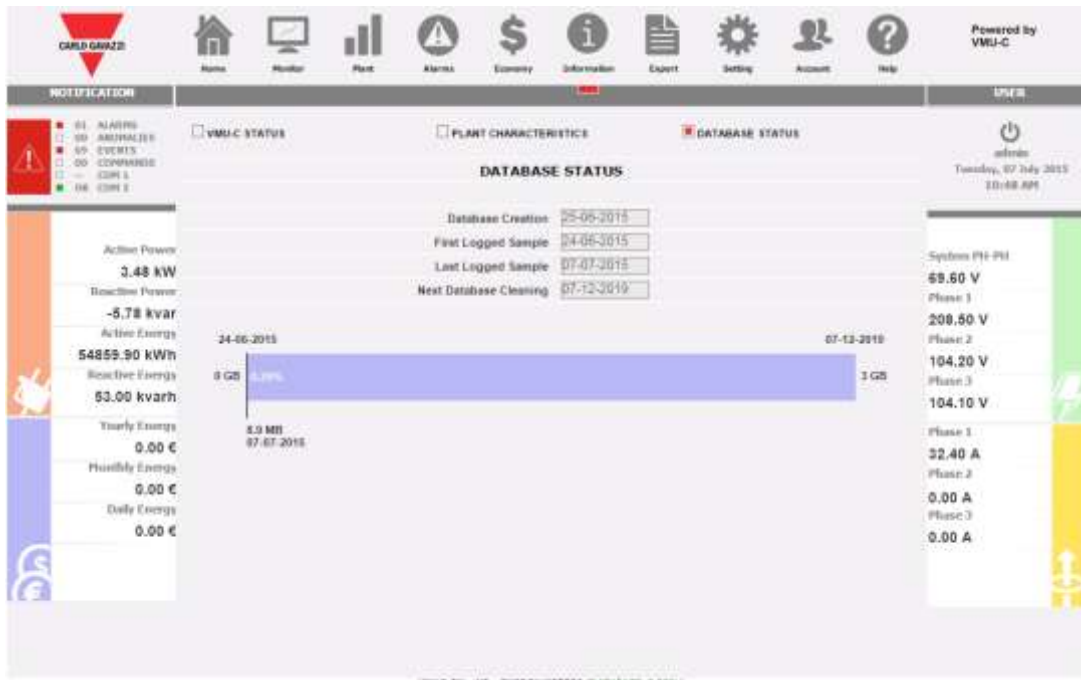 CARLO GAVAZZI
Home
Monitor
Plant
Alarms
Economy
Information
Export
Setting
Account
Help
Powered by
VMU-C
NOTIFICATION
USER
01 ALARMS
00 ANOMALIES
69 EVENTS
00 COMMANDS
-- COM 1
04 COM 2
VMU-C STATUS
PLANT CHARACTERISTICS
DATABASE STATUS
admin
Tuesday, 07 July 2015
10:48 AM
DATABASE STATUS
Database Creation 25-06-2015
First Logged Sample 24-06-2015
Last Logged Sample 07-07-2015
Next Database Cleaning 07-12-2019
24-06-2015
07-12-2019
0 GB
3 GB
07-07-2015
Active Power
3.48 kW
Reactive Power
-5.78 kvar
Active Energy
54859.90 kWh
Reactive Energy
53.00 kvarh
Yearly Energy
0.00 €
Monthly Energy
0.00 €
Daily Energy
0.00 €
System PH-PH
69.60 V
Phase 1
208.50 V
Phase 2
104.20 V
Phase 3
104.10 V
Phase 1
32.40 A
Phase 2
0.00 A
Phase 3
0.00 A